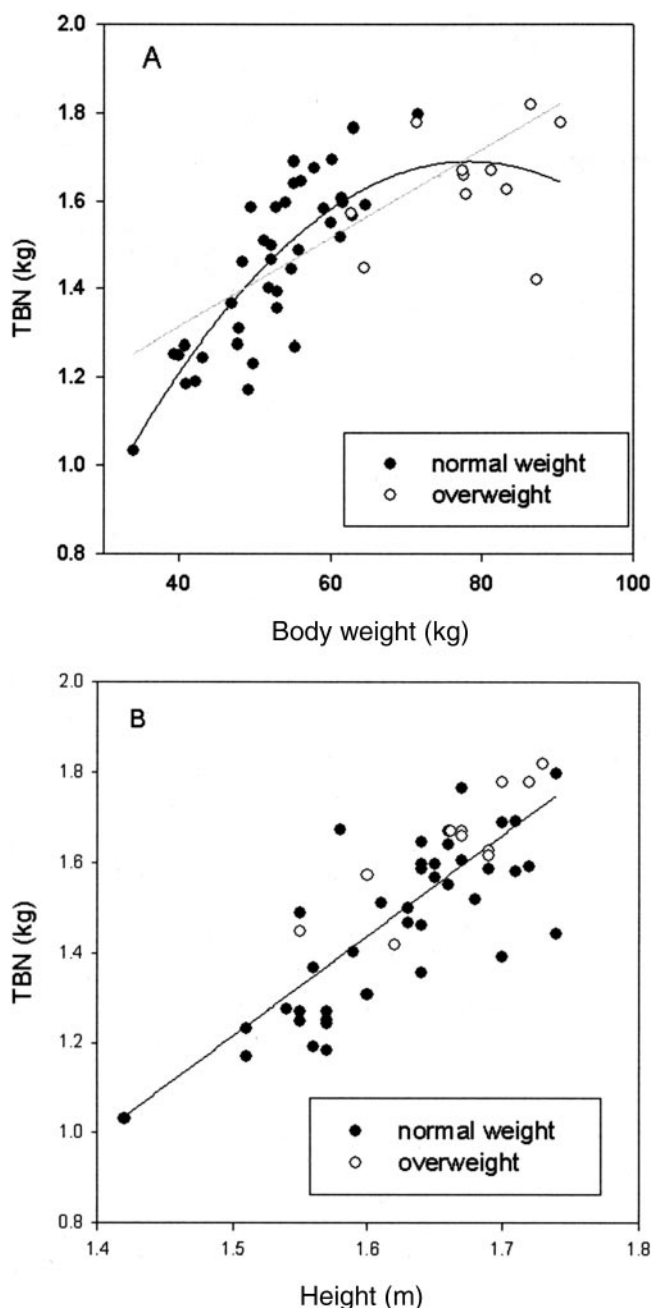 A
2.0
1.8
1.6
1.4
1.2
1.0
0.8
TBN (kg)
normal weight
overweight
40 60 80 100
Body weight (kg)
B
2.0
1.8
1.6
1.4
1.2
1.0
0.8
TBN (kg)
normal weight
overweight
1.4 1.5 1.6 1.7 1.8
Height (m)